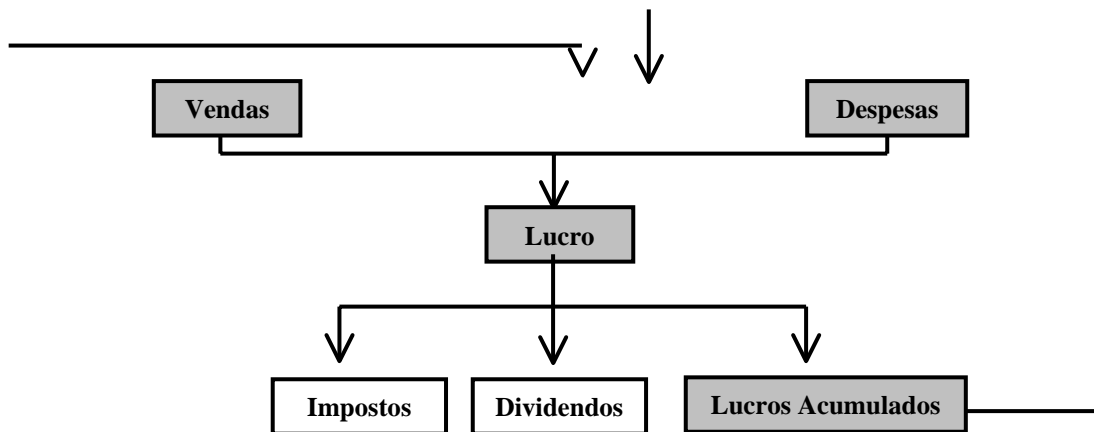 Vendas
Despesas
Lucro
Impostos
Dividendos
Lucros Acumulados